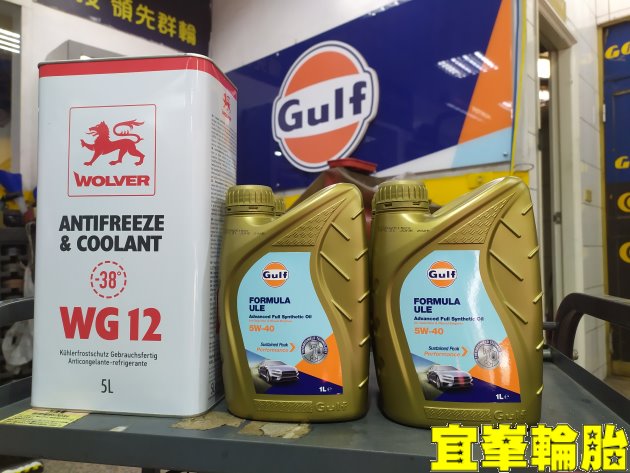 領先群輪
Gulf
WOLVER
ANTIFREEZE
& COOLANT
-38°
WG 12
Kühlerfrostschutz Gebrauchsfertig
Anticongelante-refrigerante
5L
Gulf
FORMULA
ULE
Advanced Full Synthetic Oil
5W-40
Sustained Peak
Performance
1L
Gulf
Gulf
FORMULA
ULE
Advanced Full Synthetic Oil
5W-40
Sustained Peak
Performance
1L
Gulf
宜峯輪胎